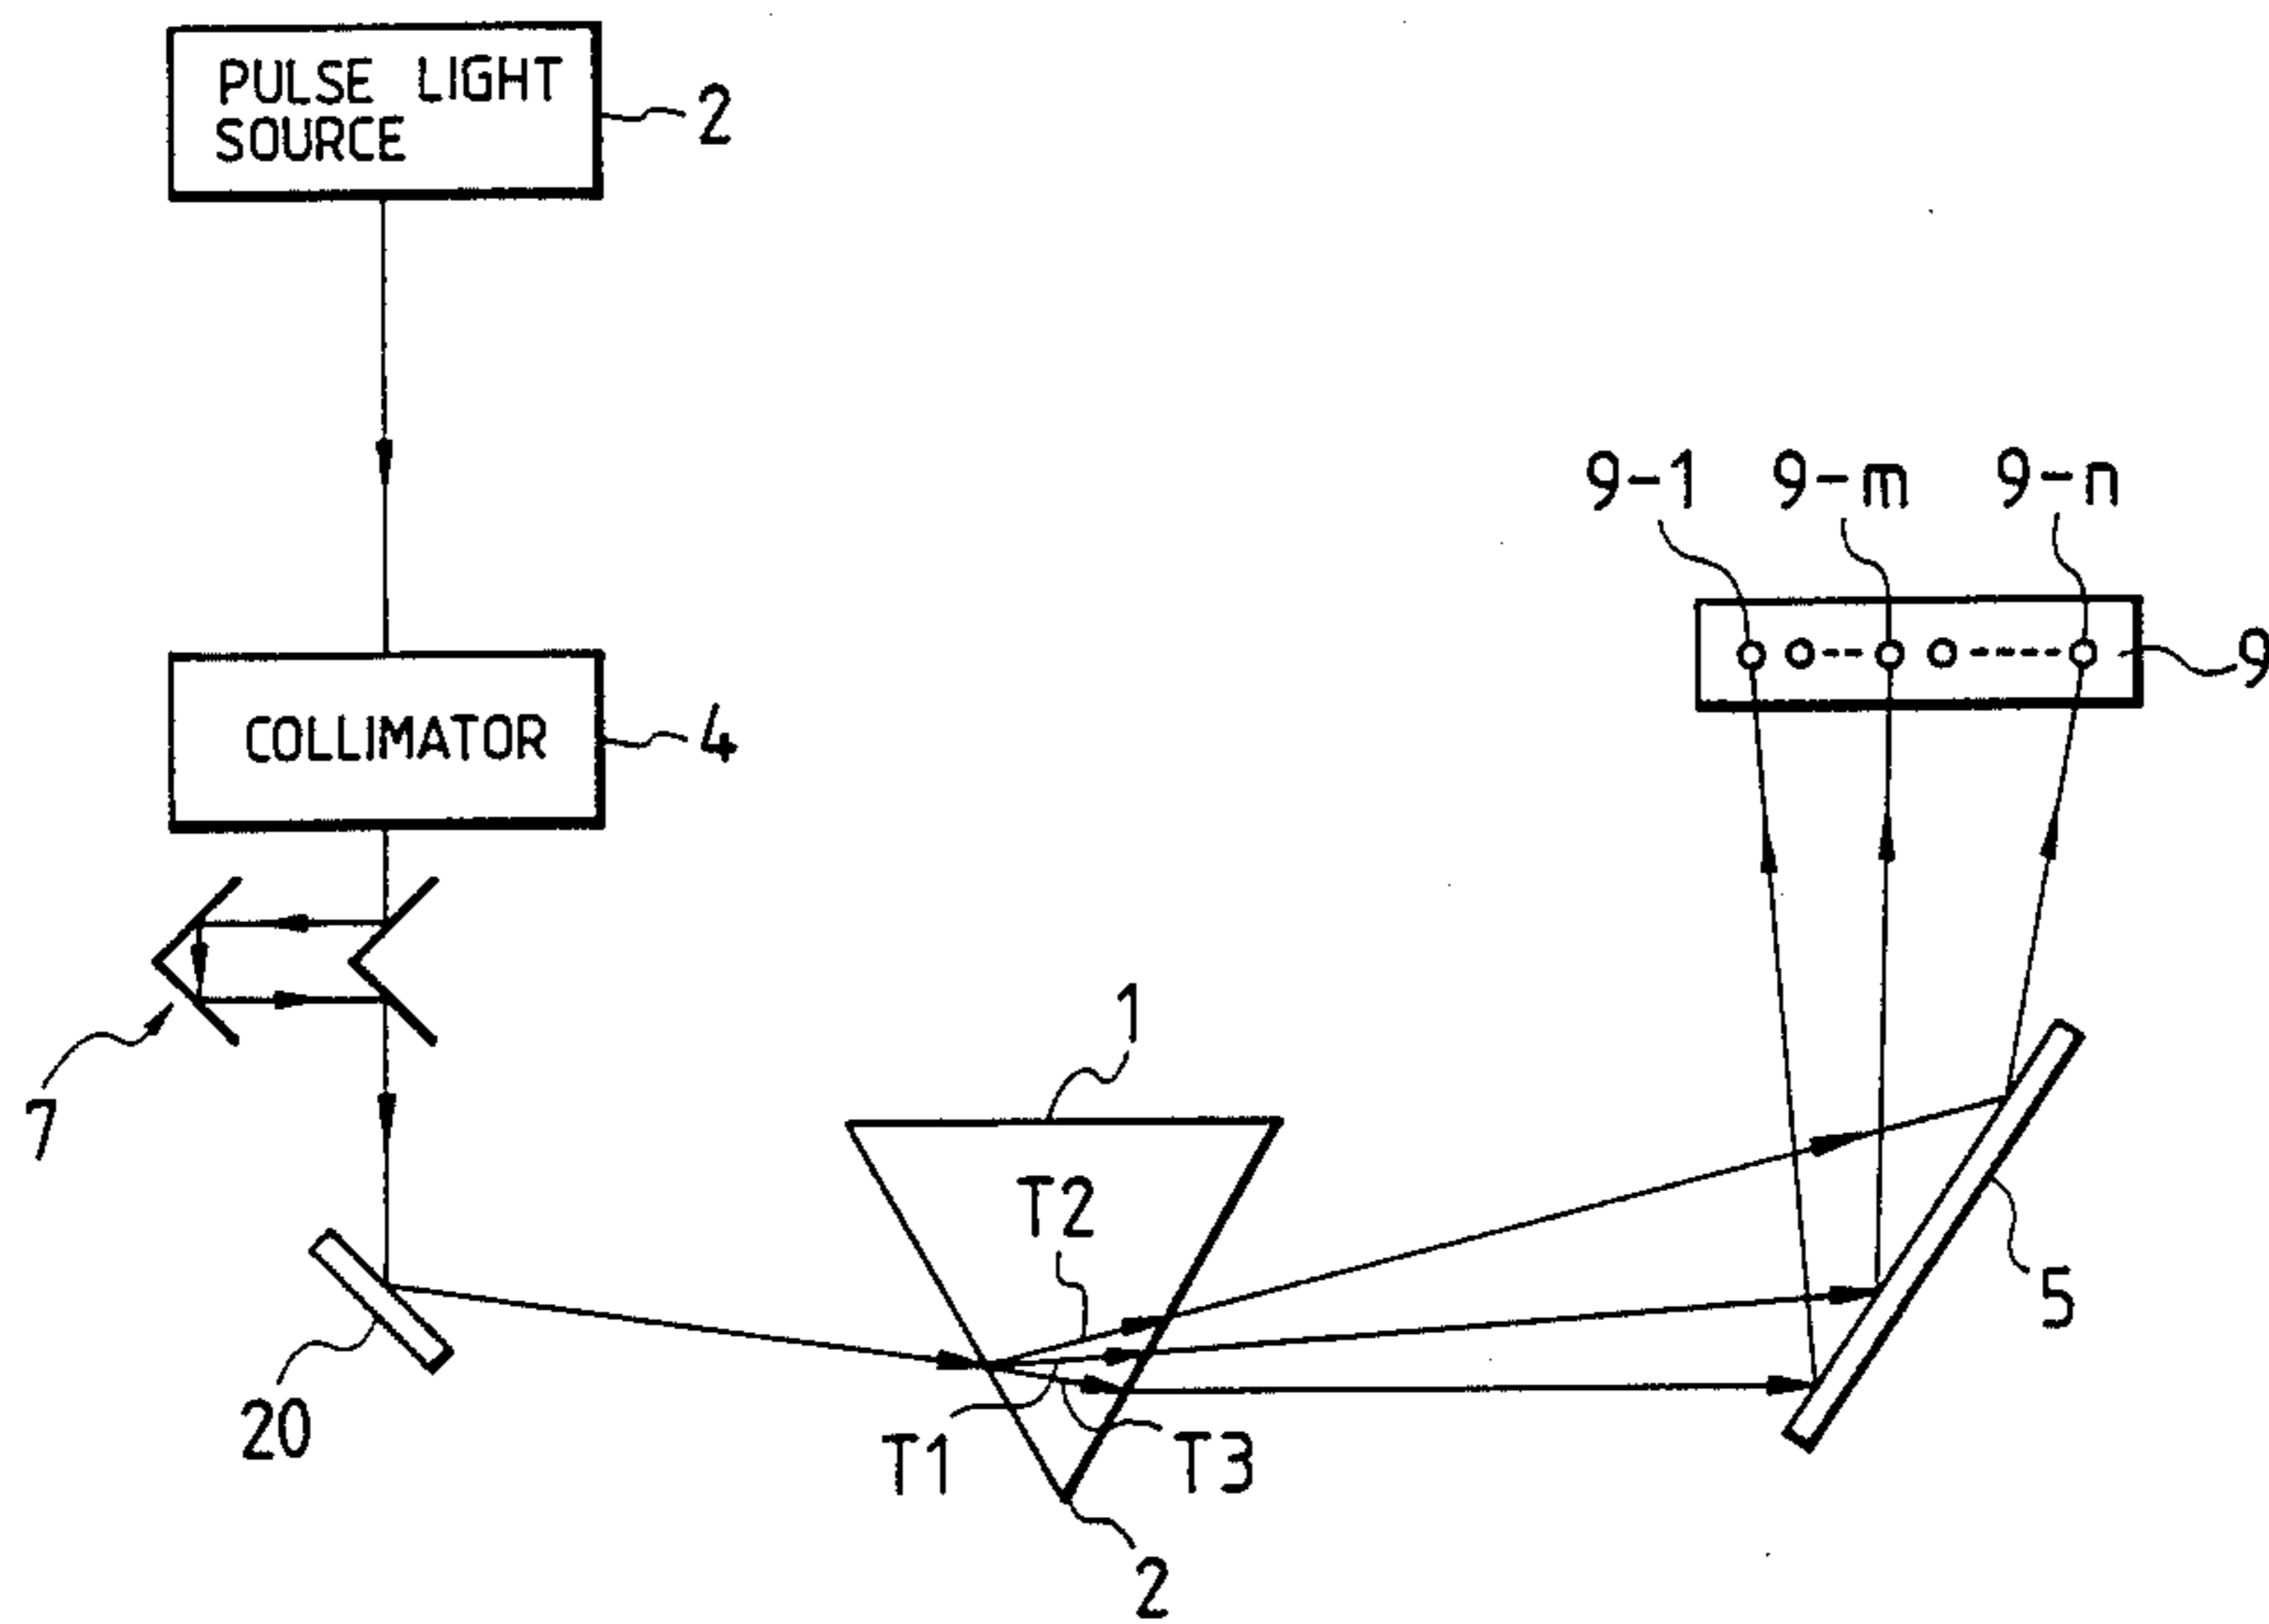 PULSE LIGHT
SOURCE
2
9-1 9-m 9-n
9
COLLIMATOR
4
7
1
T2
5
20
T1
T3
2